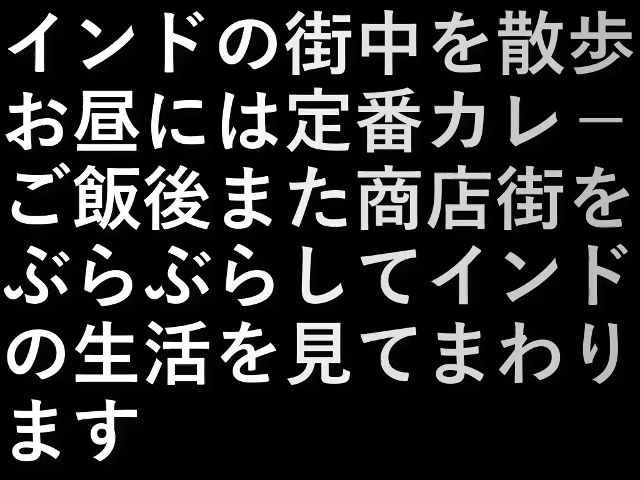 インドの街中を散歩
お昼には定番カレー
ご飯後また商店街を
ぶらぶらしてインド
の生活を見てまわり
ます